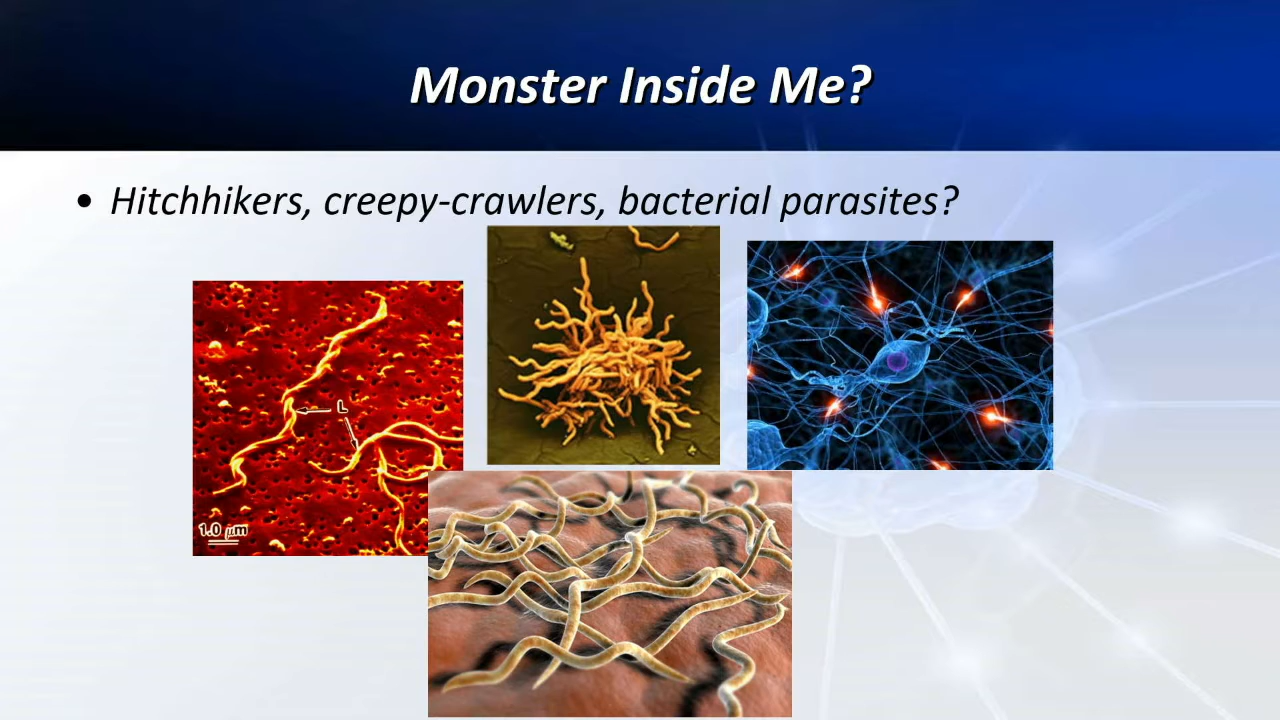 Monster Inside Me?
• Hitchhikers, creepy-crawlers, bacterial parasites?
L
1.0 μm